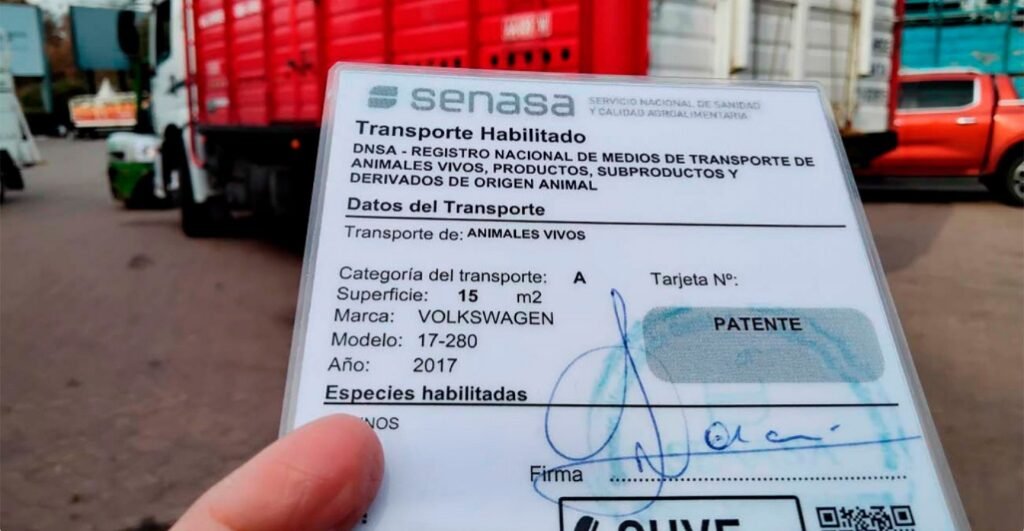 senasa
SERVICIO NACIONAL DE SANIDAD
Y CALIDAD AGROALIMENTARIA
Transporte Habilitado
DNSA - REGISTRO NACIONAL DE MEDIOS DE TRANSPORTE DE
ANIMALES VIVOS, PRODUCTOS, SUBPRODUCTOS Y
DERIVADOS DE ORIGEN ANIMAL
Datos del Transporte
Transporte de: ANIMALES VIVOS
Categoría del transporte: A
Tarjeta Nº:
Superficie: 15 m2
Marca: VOLKSWAGEN
PATENTE
Modelo: 17-280
Año: 2017
Especies habilitadas
Firma